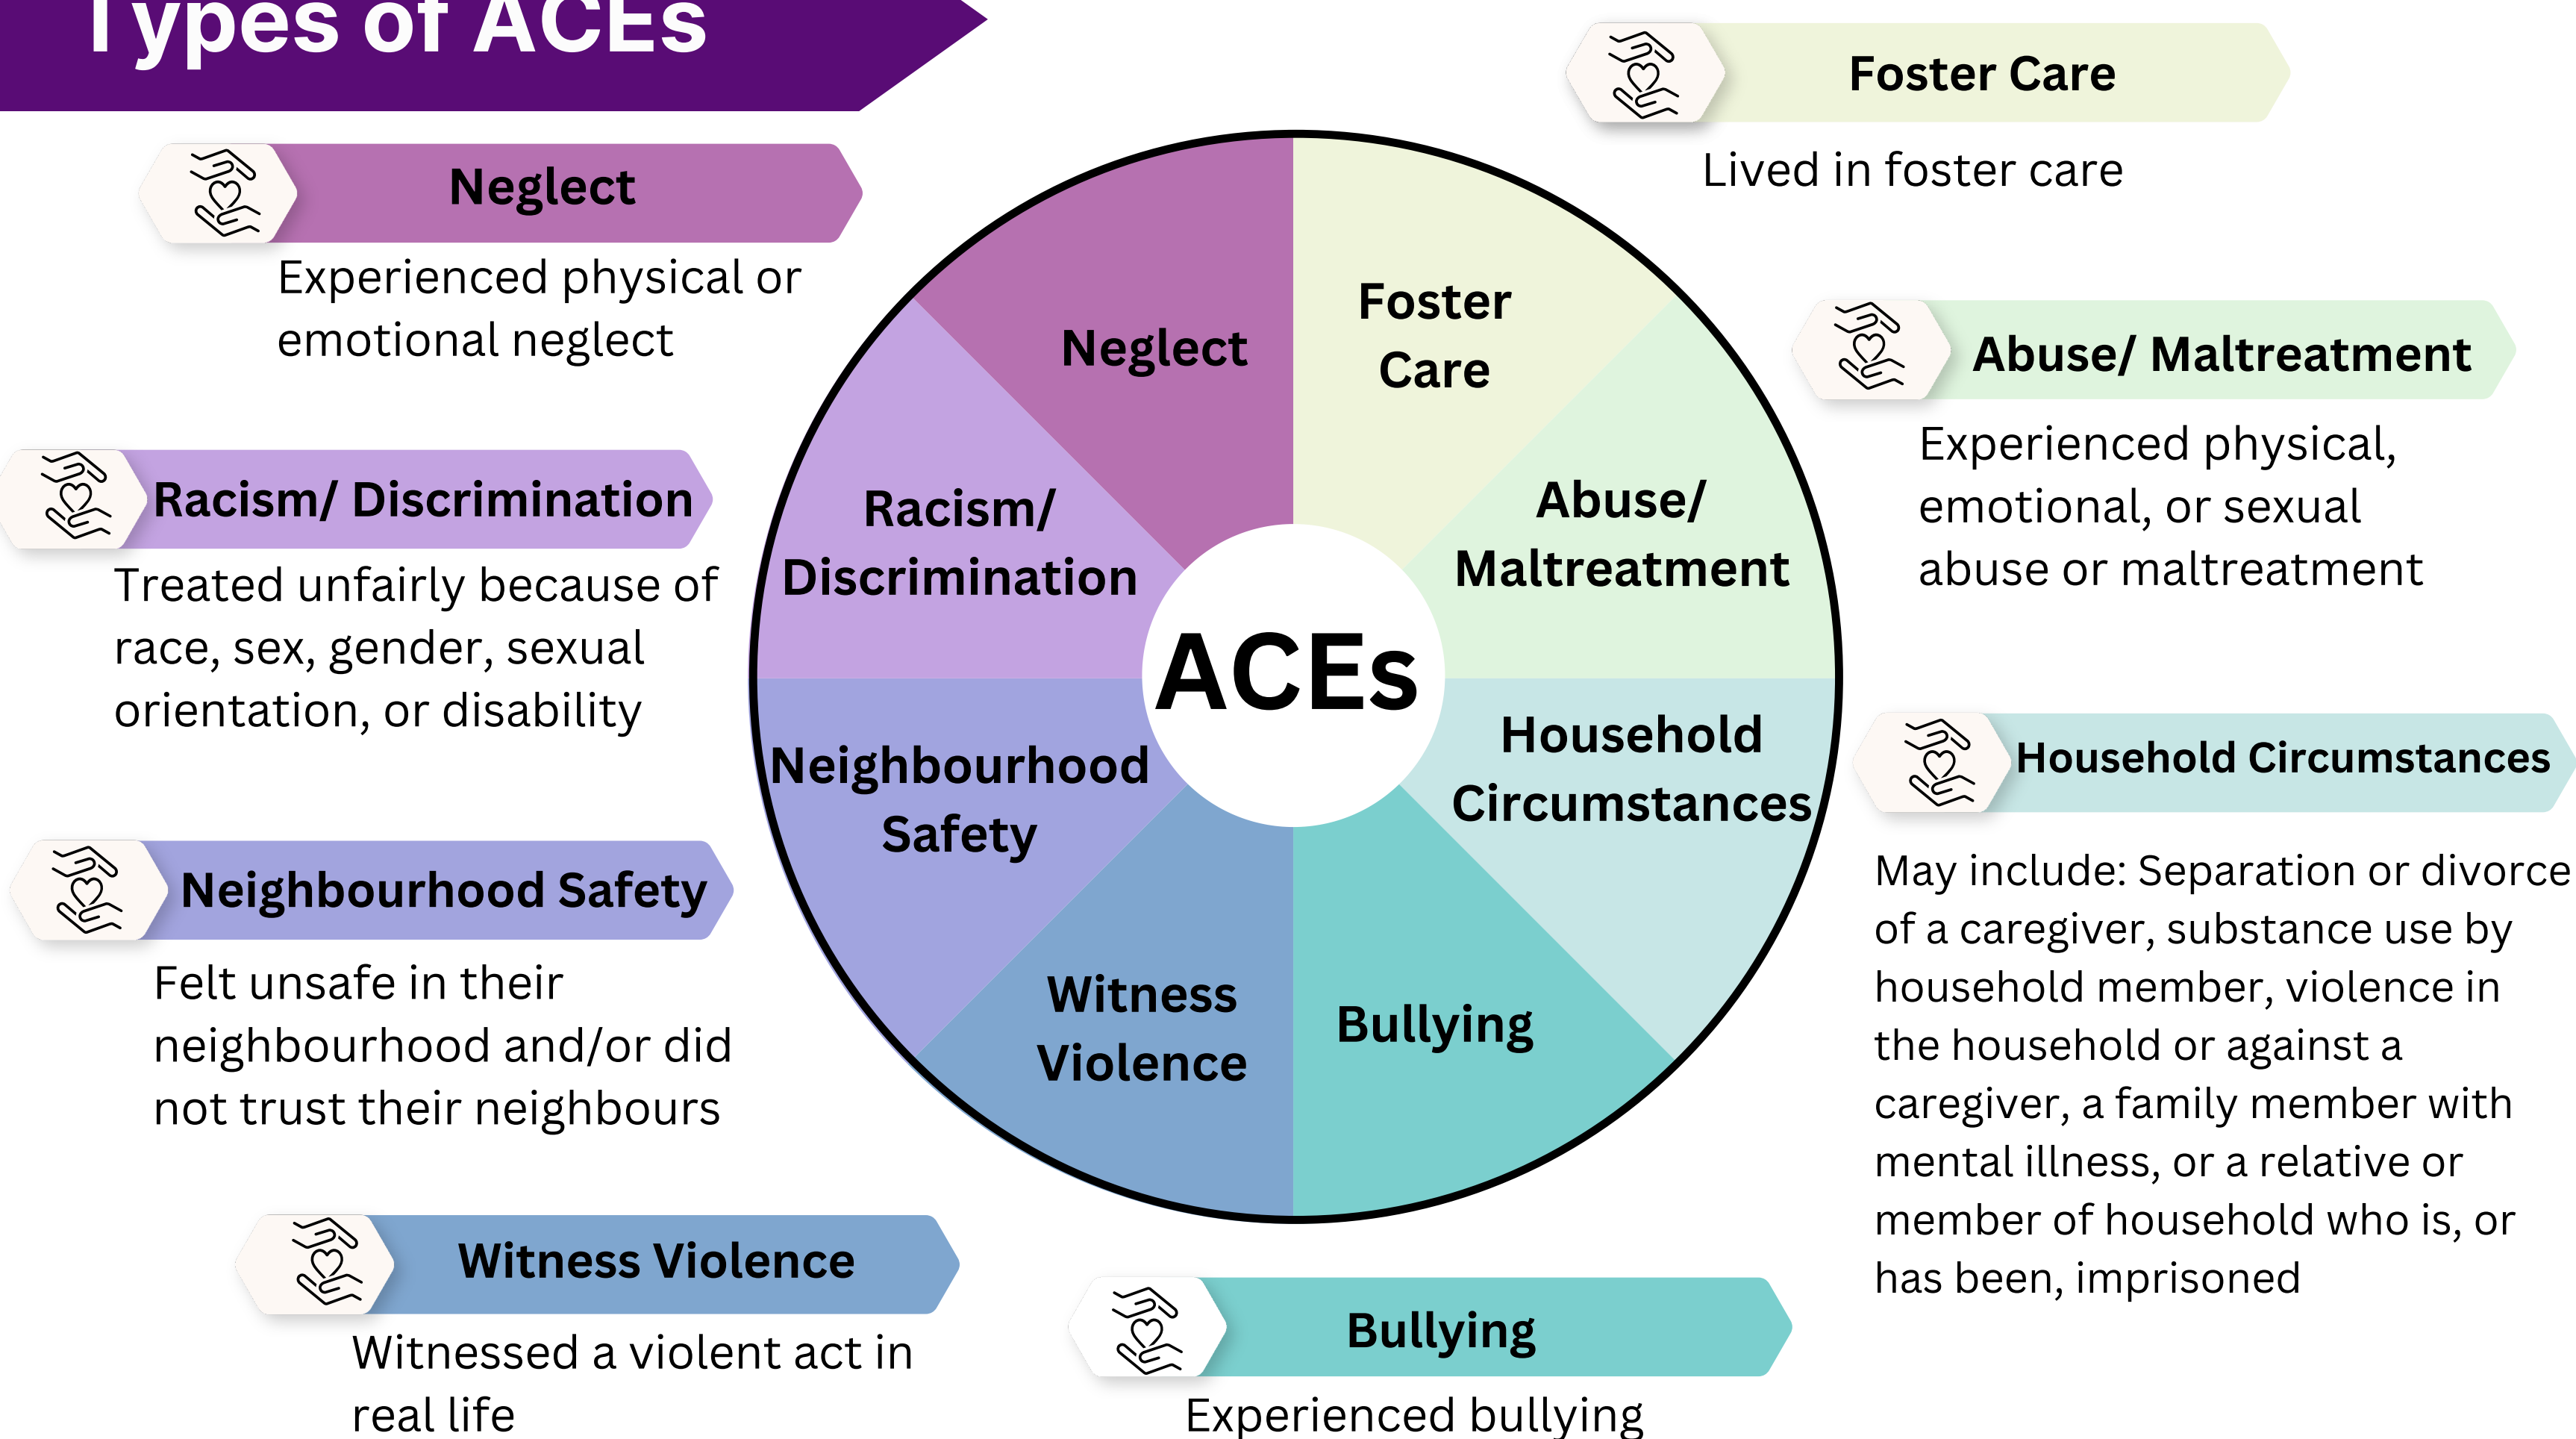 Types of ACEs
Neglect
Experienced physical or
emotional neglect
Racism/ Discrimination
Treated unfairly because of
race, sex, gender, sexual
orientation, or disability
Neighbourhood Safety
Felt unsafe in their
neighbourhood and/or did
not trust their neighbours
Witness Violence
Witnessed a violent act in
real life
Neglect
Foster
Care
Racism/
Discrimination
Abuse/
Maltreatment
ACEs
Neighbourhood
Safety
Household
Circumstances
Witness
Violence
Bullying
Foster Care
Lived in foster care
Abuse/ Maltreatment
Experienced physical,
emotional, or sexual
abuse or maltreatment
Household Circumstances
May include: Separation or divorce
of a caregiver, substance use by
household member, violence in
the household or against a
caregiver, a family member with
mental illness, or a relative or
member of household who is, or
has been, imprisoned
Bullying
Experienced bullying